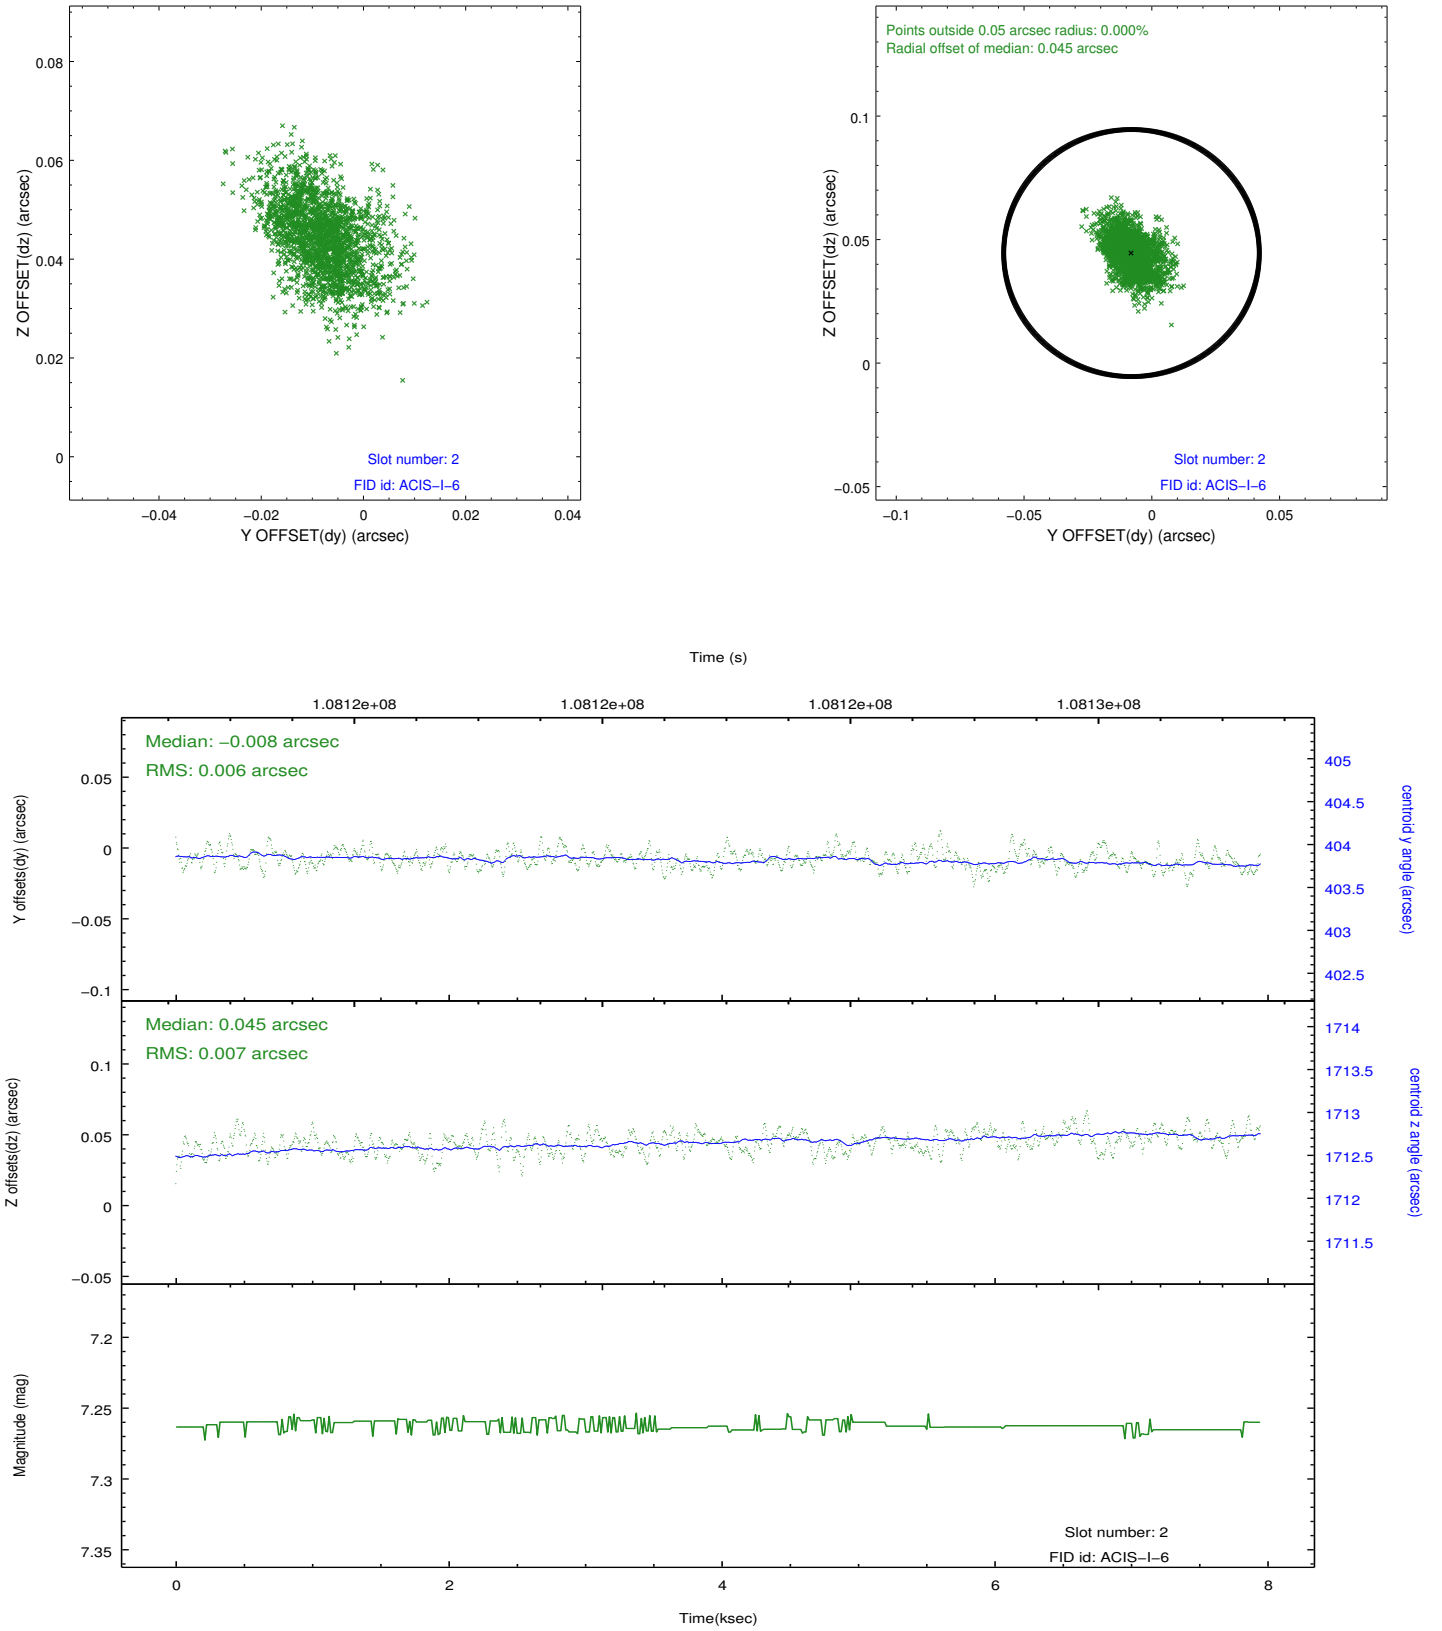 0.08
0.06
0.04
0.02
0
−0.04
−0.02
0
0.02
0.04
Z OFFSET(dz) (arcsec)
Y OFFSET(dy) (arcsec)
Slot number: 2
FID id: ACIS−I−6
Points outside 0.05 arcsec radius: 0.000%
Radial offset of median: 0.045 arcsec
0.1
0.05
0
−0.05
−0.1
−0.05
0
0.05
Z OFFSET(dz) (arcsec)
Y OFFSET(dy) (arcsec)
Slot number: 2
FID id: ACIS−I−6
Time (s)
1.0812e+08
1.0812e+08
1.0812e+08
1.0813e+08
Median: −0.008 arcsec
RMS: 0.006 arcsec
0.05
0
−0.05
−0.1
Y offsets(dy) (arcsec)
405
404.5
404
403.5
403
402.5
centroid y angle (arcsec)
Median: 0.045 arcsec
RMS: 0.007 arcsec
0.1
0.05
0
−0.05
Z offsets(dz) (arcsec)
1714
1713.5
1713
1712.5
1712
1711.5
centroid z angle (arcsec)
7.2
7.25
7.3
7.35
Magnitude (mag)
Slot number: 2
FID id: ACIS−I−6
0
2
4
6
8
Time(ksec)